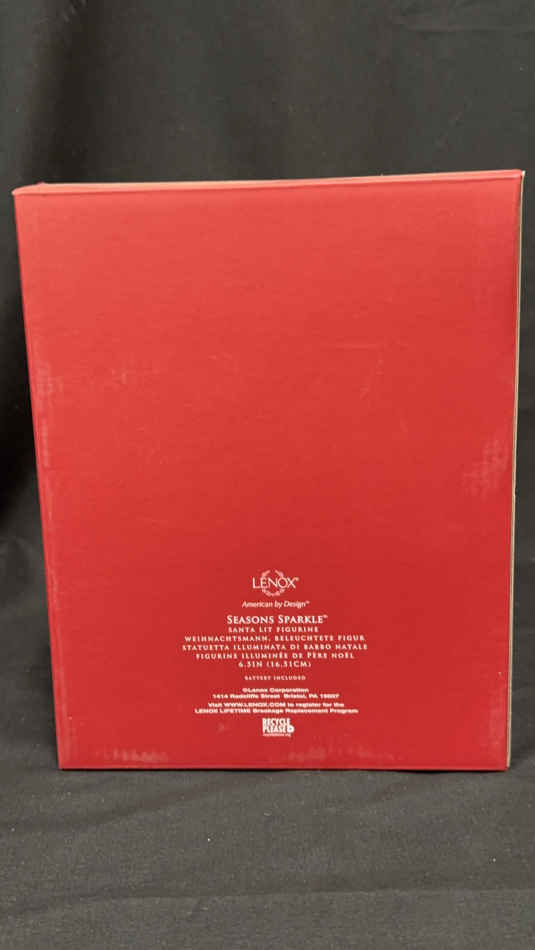 LENOX®
American by Design™
SEASONS SPARKLE™
SANTA LIT FIGURINE
WEIHNACHTSMANN, BELEUCHTETE FIGUR
STATUETTA ILLUMINATA DI BABBO NATALE
FIGURINE ILLUMINÉE DE PÈRE NOËL
6.5IN (16.51CM)
BATTERY INCLUDED
©Lenox Corporation
1414 Radcliffe Street Bristol, PA 19007
Visit WWW.LENOX.COM to register for the
LENOX LIFETIME Breakage Replacement Program
RECYCLE
PLEASE